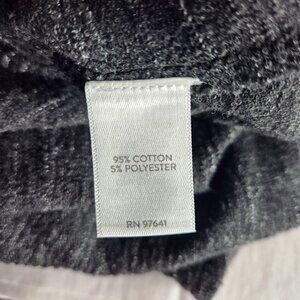 95% COTTON
5% POLYESTER
RN 97641